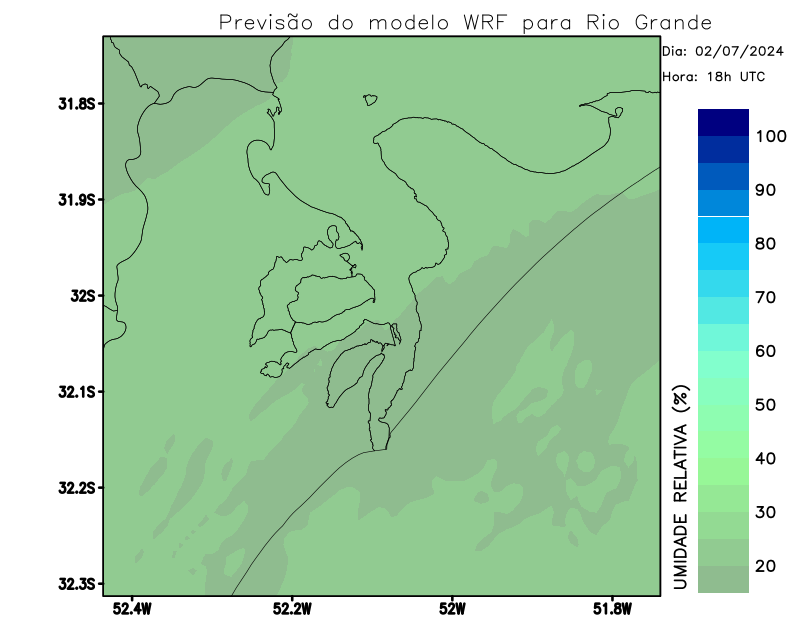 Previsão do modelo WRF para Rio Grande
Dia: 02/07/2024
Hora: 18h UTC
31.8S
31.9S
32S
32.1S
32.2S
32.3S
52.4W
52.2W
52W
51.8W
UMIDADE RELATIVA (%)
100
90
80
70
60
50
40
30
20